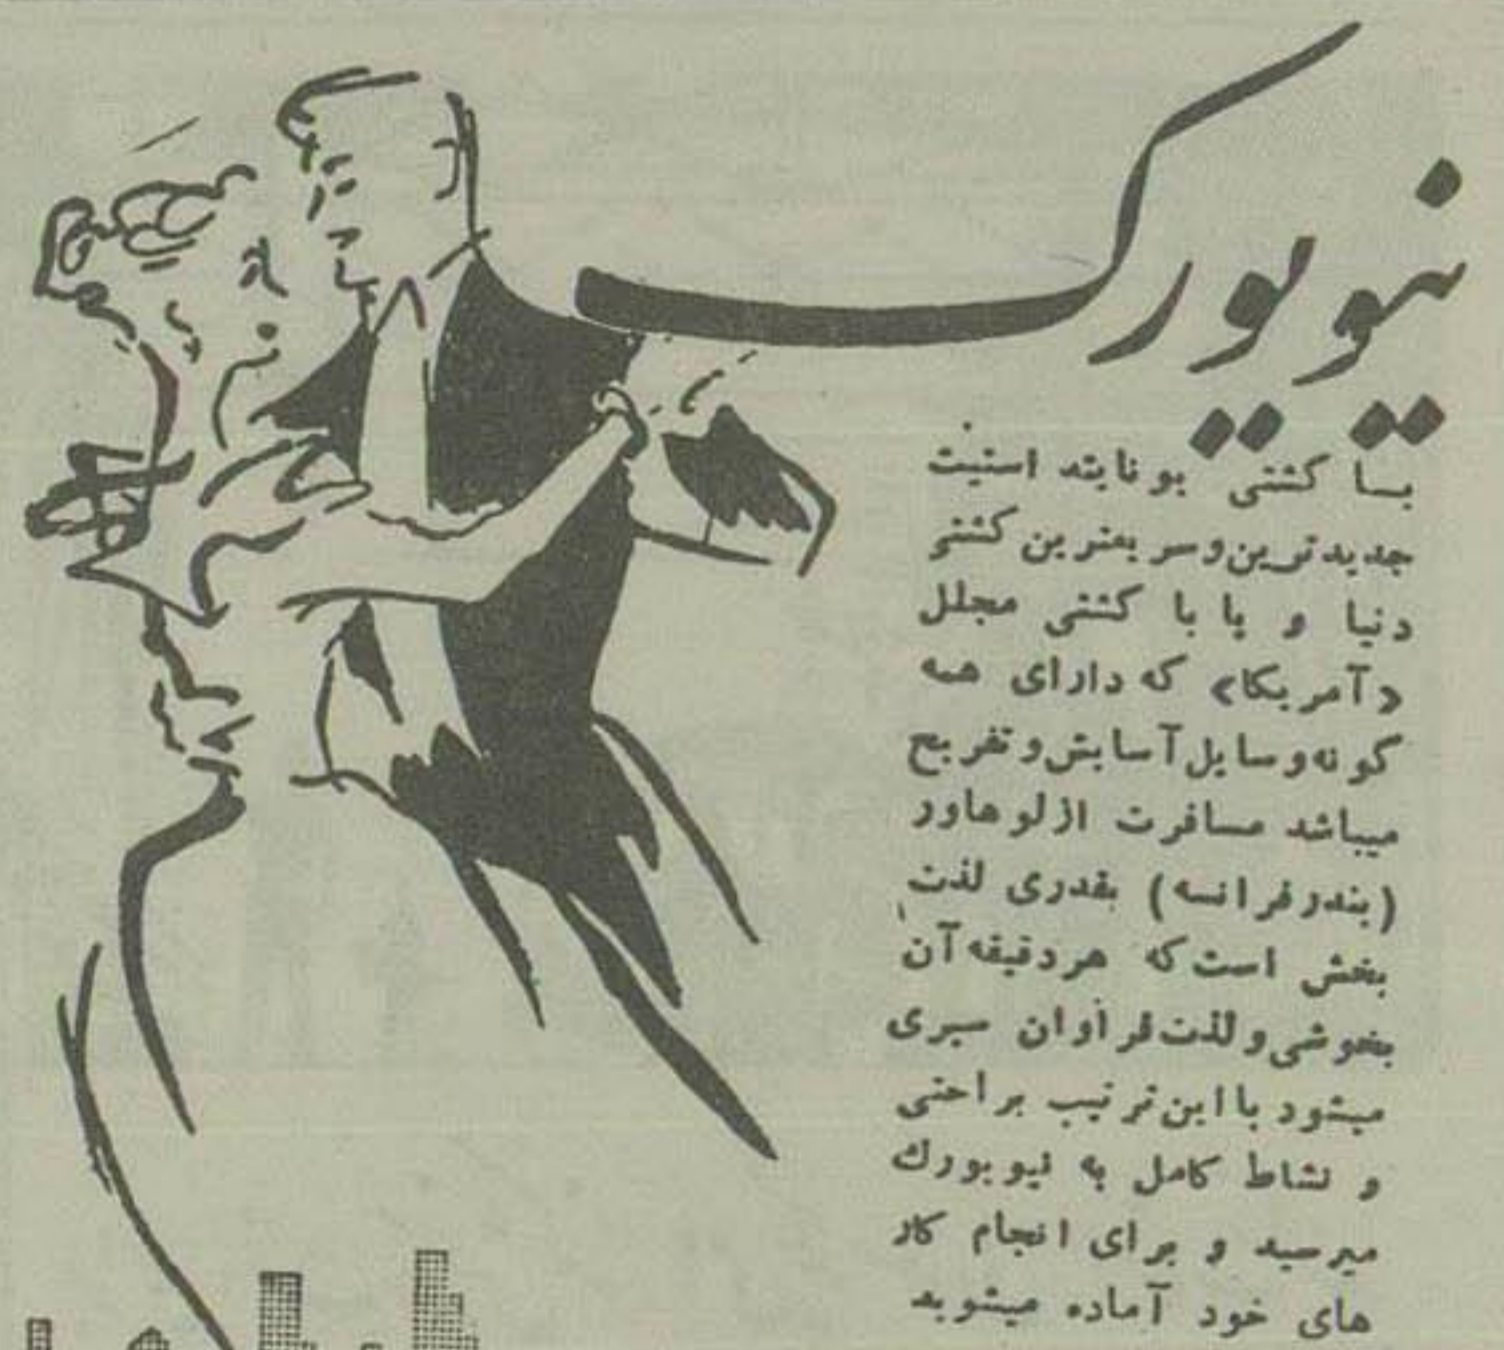 نیویورک
با کشتی یونایتد استیت
جدیدترین و سریعترین کشتی
دنیا و یا با کشتی مجلل
«آمریکا» که دارای همه
گونه وسایل آسایش و تفریح
میباشد مسافرت از لوهاور
(بندر فرانسه) بقدری لذت
بخش است که هر دقیقه آن
بخوشی و لذت فراوان سپری
میشود با این ترتیب براحتی
و نشاط کامل به نیویورک
میرسید و برای انجام کار
های خود آماده میشوید